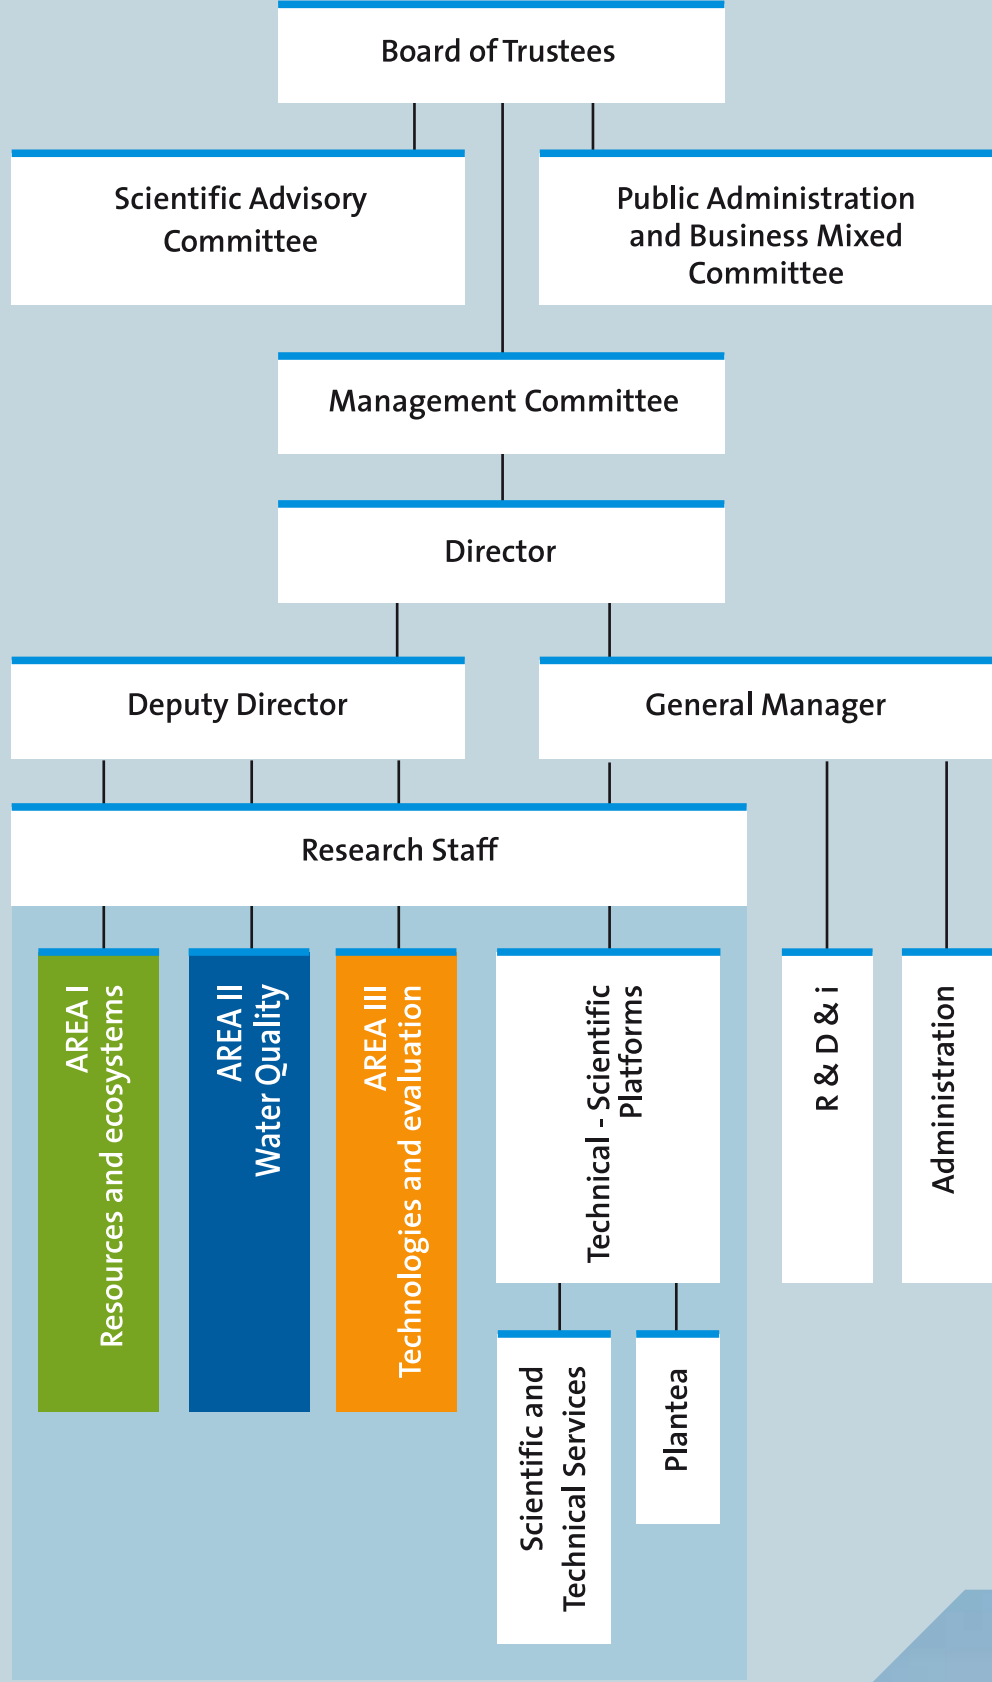 Board of Trustees
Scientific Advisory
Committee
Public Administration
and Business Mixed
Committee
Management Committee
Director
Deputy Director
General Manager
Research Staff
AREA I
Resources and ecosystems
AREA II
Water Quality
AREA III
Technologies and evaluation
Technical - Scientific
Platforms
R & D & i
Administration
Scientific and
Technical Services
Plantea